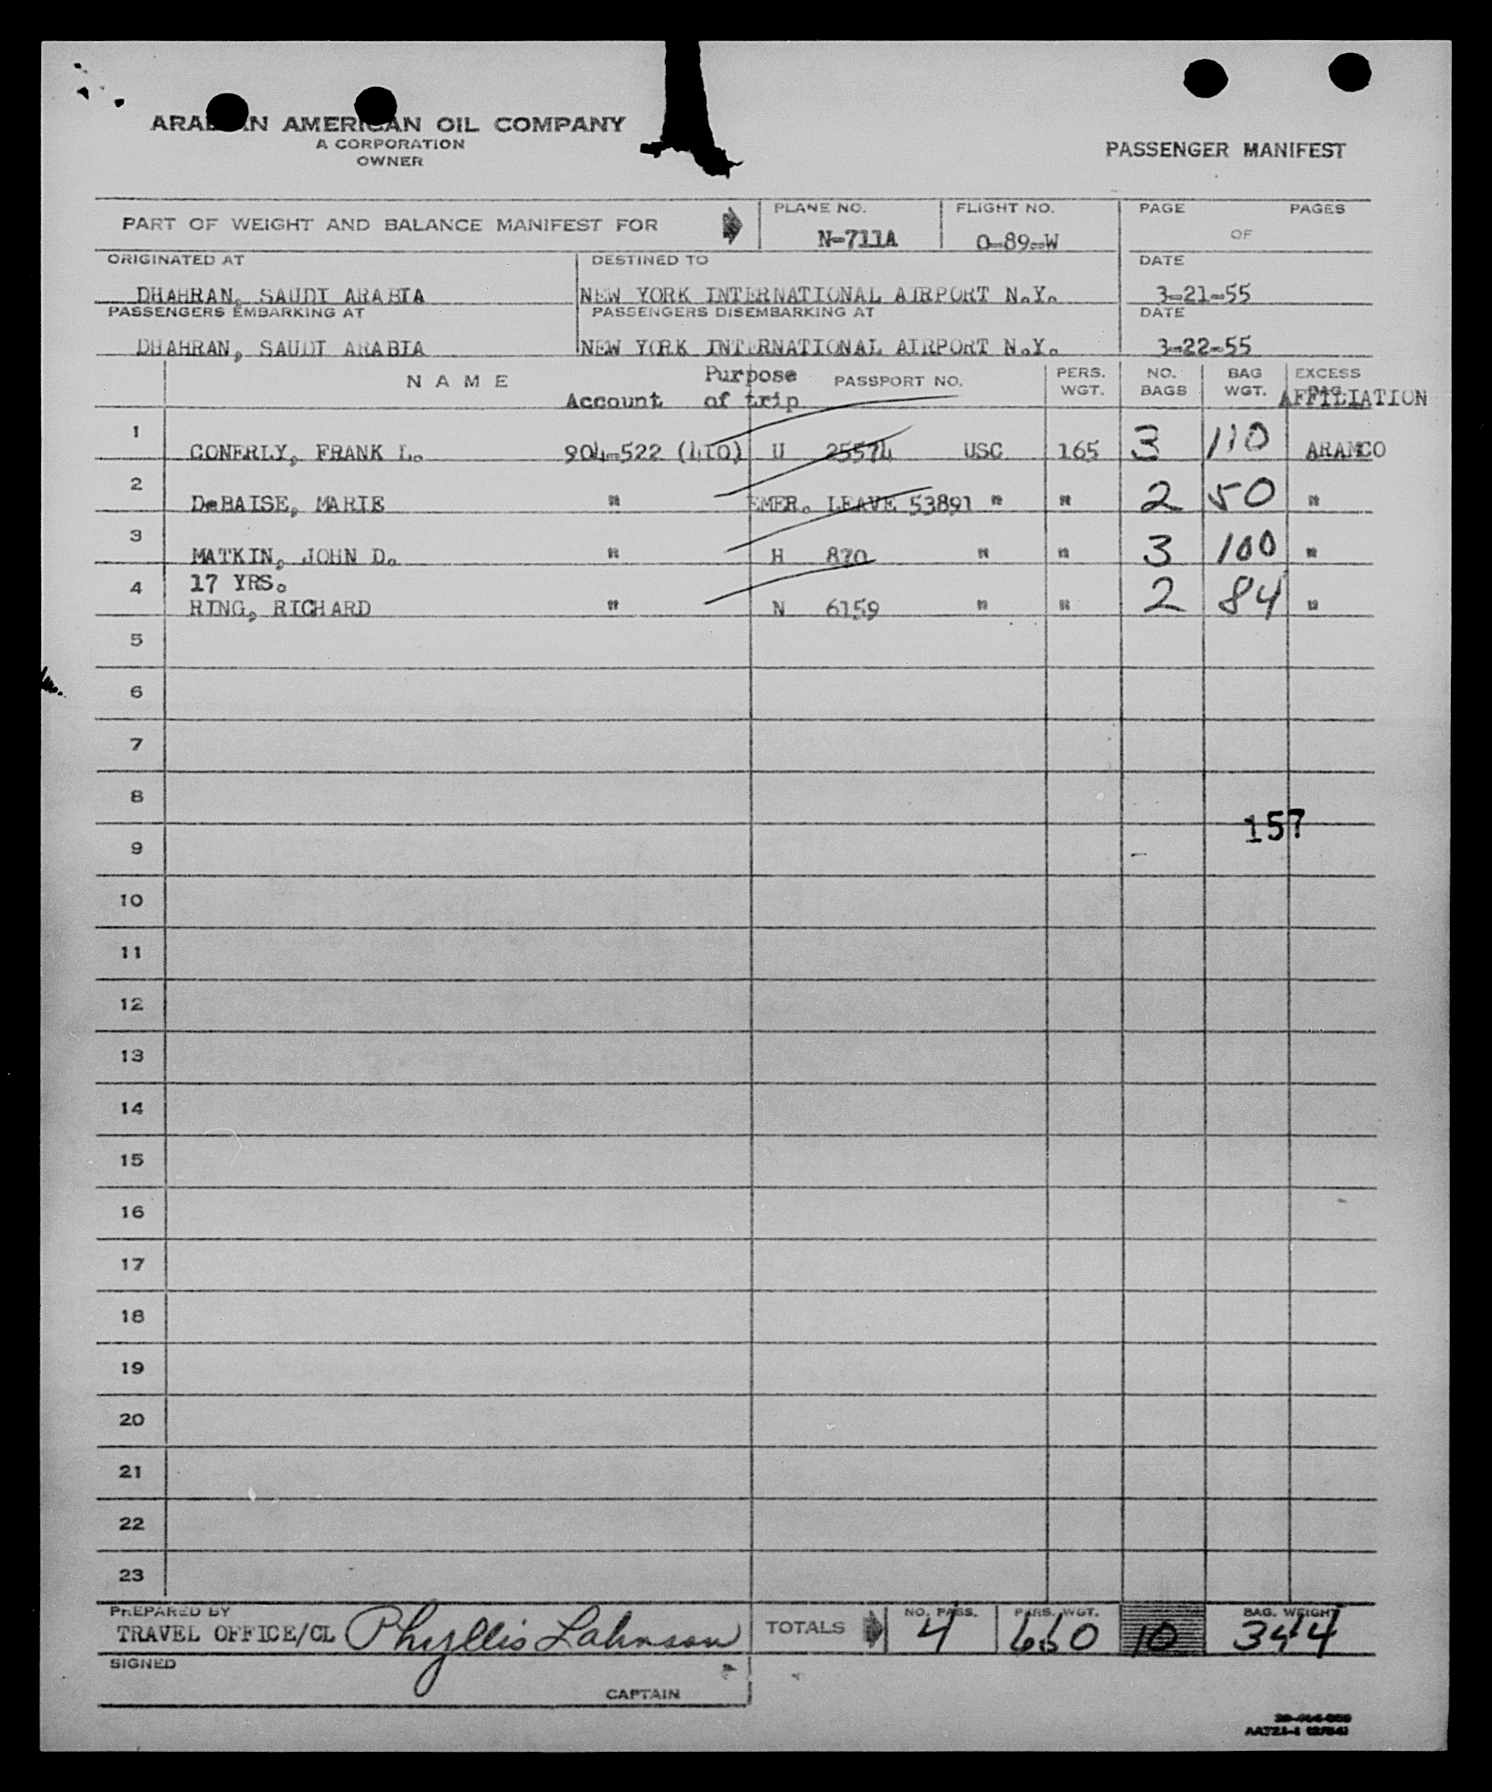 ARABIAN AMERICAN OIL COMPANY
A CORPORATION
OWNER
PASSENGER MANIFEST
PART OF WEIGHT AND BALANCE MANIFEST FOR
PLANE NO.
N-711A
FLIGHT NO.
O-89-W
PAGE OF PAGES
ORIGINATED AT
DHAHRAN, SAUDI ARABIA
DESTINED TO
NEW YORK INTERNATIONAL AIRPORT N.Y.
DATE
3-21-55
PASSENGERS EMBARKING AT
DHAHRAN, SAUDI ARABIA
PASSENGERS DISEMBARKING AT
NEW YORK INTERNATIONAL AIRPORT N.Y.
DATE
3-22-55
NAME Account Purpose of trip PASSPORT NO. PERS. WGT. NO. BAGS BAG WGT. EXCESS AFFILIATION
1 CONERLY, FRANK L. 904-522 (410) U 25574 USC 165 3 110 ARAMCO
2 DeBAISE, MARIE " EMER. LEAVE 53891 " " 2 50 "
3 MATKIN, JOHN D. " H 870 " " 3 100 "
17 YRS.
4 RING, RICHARD " N 6159 " " 2 84 "
5
6
7
8
157
9
10
11
12
13
14
15
16
17
18
19
20
21
22
23
PREPARED BY
TRAVEL OFFICE/CL Phyllis Lahnson
TOTALS
NO. PASS.
4
PERS. WGT.
660
10
BAG. WEIGHT
344
SIGNED
CAPTAIN